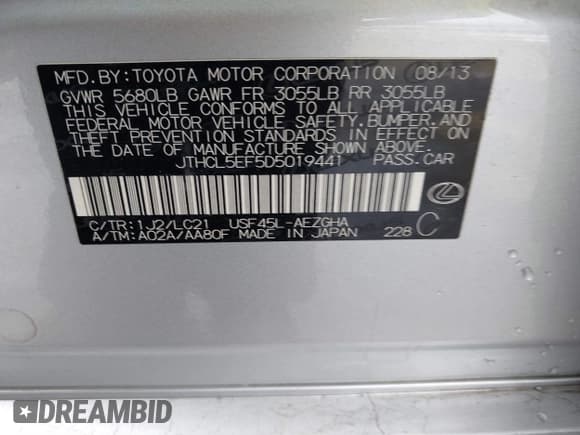 MFD. BY: TOYOTA MOTOR CORPORATION 08/13
GVWR 5680LB GAWR FR 3055LB RR 3055LB
THIS VEHICLE CONFORMS TO ALL APPLICABLE
FEDERAL MOTOR VEHICLE SAFETY, BUMPER, AND
THEFT PREVENTION STANDARDS IN EFFECT ON
THE DATE OF MANUFACTURE SHOWN ABOVE.
JTHCL5EF5D5019441 PASS. CAR
C/TR: 1J2/LC21 USF45L-AEZGHA
A/TM: A02A/AA80F MADE IN JAPAN 228 C
DREAMBID